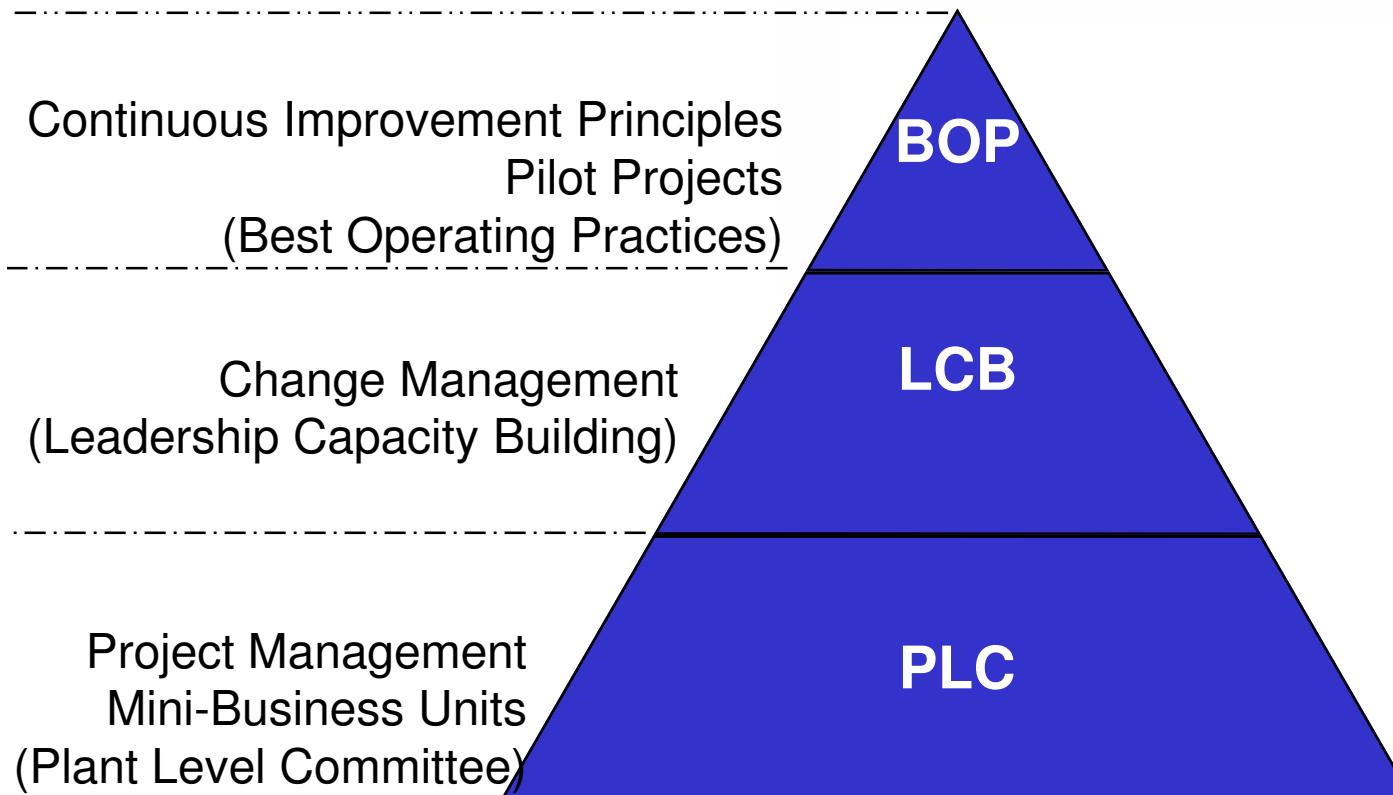 Continuous Improvement Principles
Pilot Projects
(Best Operating Practices)
BOP
Change Management
(Leadership Capacity Building)
LCB
Project Management
Mini-Business Units
(Plant Level Committee)
PLC